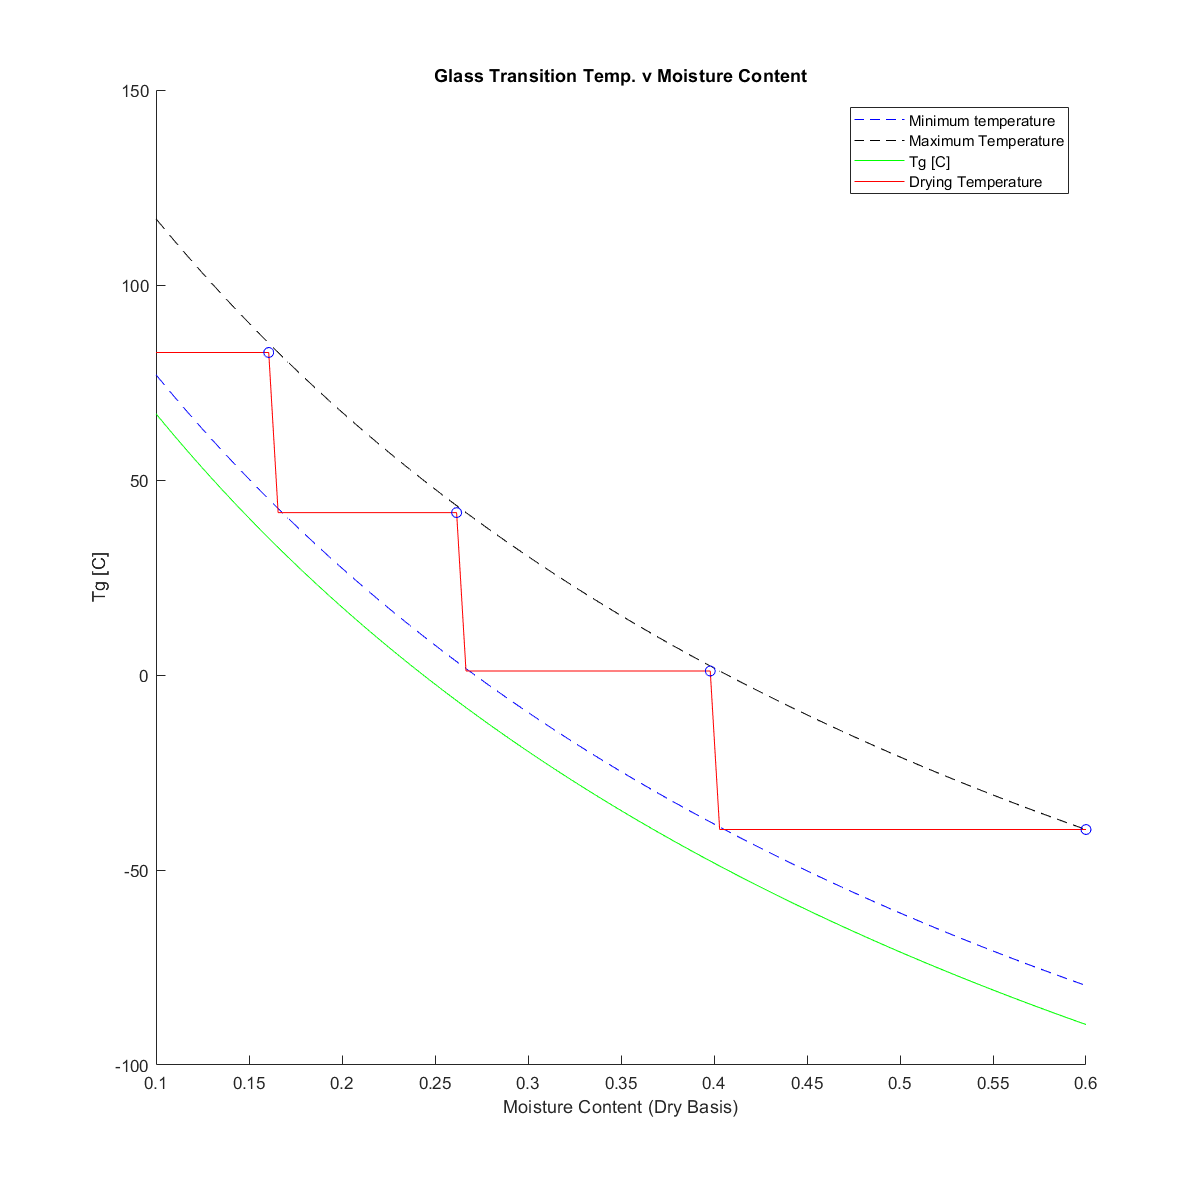 Glass Transition Temp. v Moisture Content
150
Minimum temperature
Maximum Temperature
Tg [C]
Drying Temperature
100
50
Tg [C]
0
-50
-100
0.1 0.15 0.2 0.25 0.3 0.35 0.4 0.45 0.5 0.55 0.6
Moisture Content (Dry Basis)